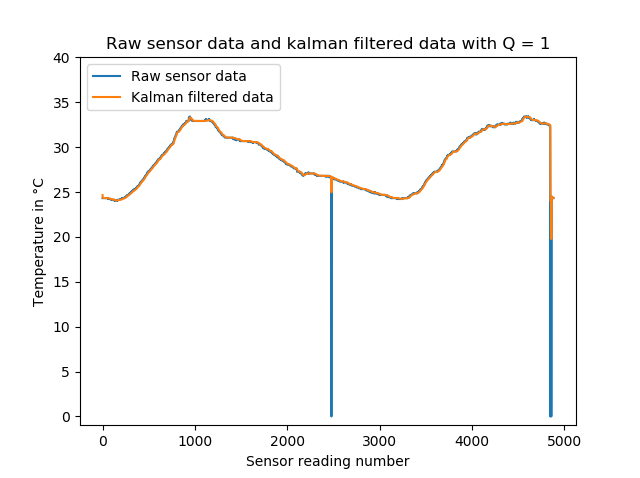 Raw sensor data and kalman filtered data with Q = 1
Raw sensor data
Kalman filtered data
40
35
30
25
20
15
10
5
0
Temperature in °C
0 1000 2000 3000 4000 5000
Sensor reading number